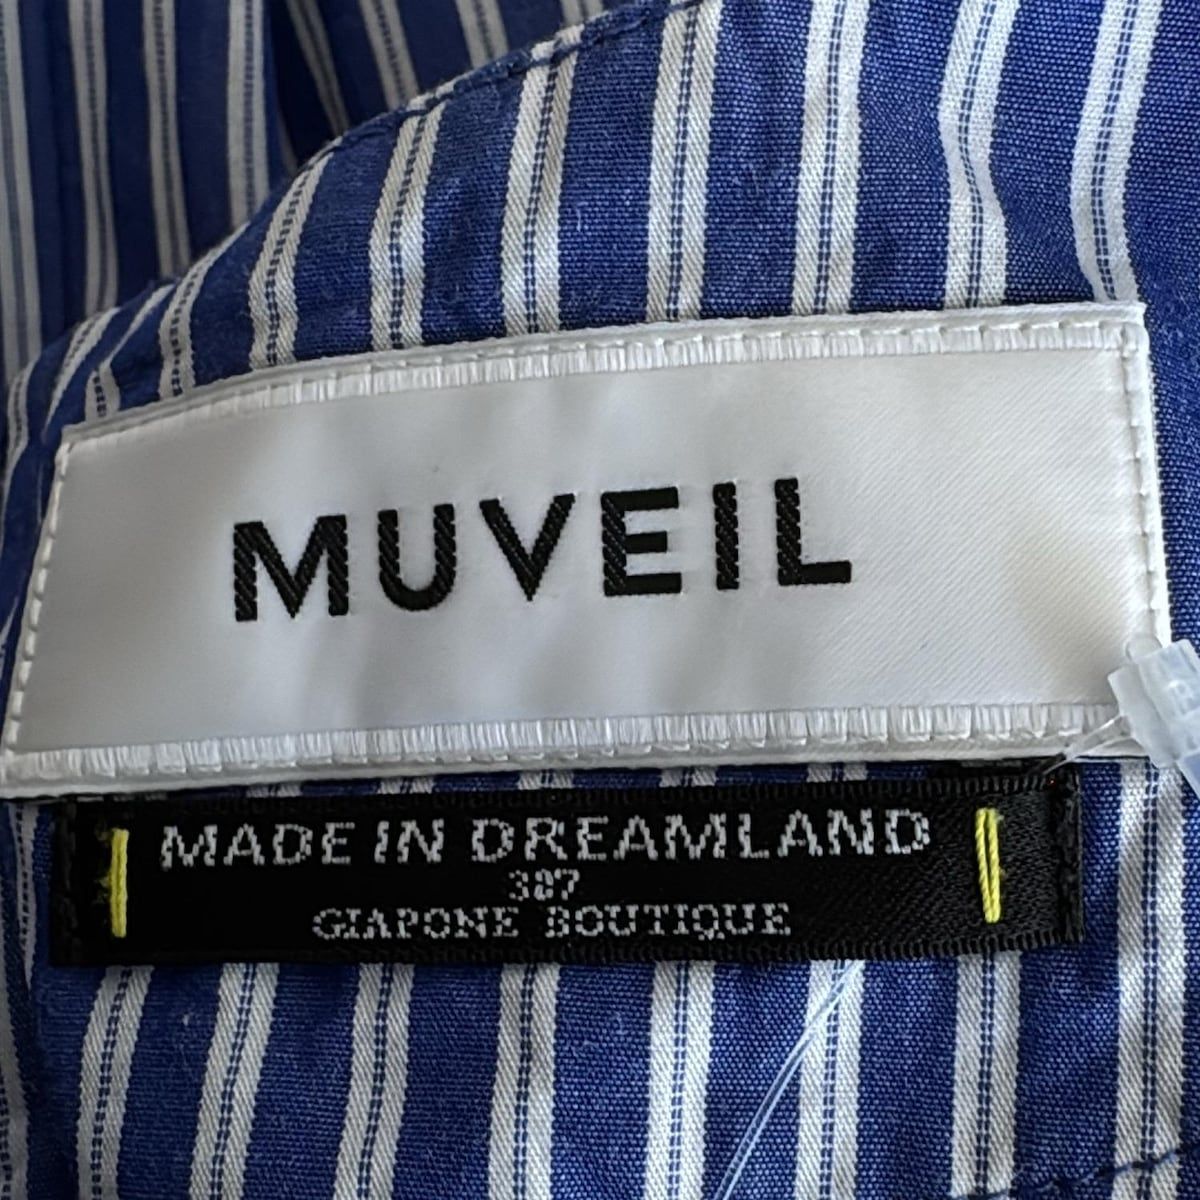 MUVEIL
MADE IN DREAMLAND
387
GIAPONE BOUTIQUE